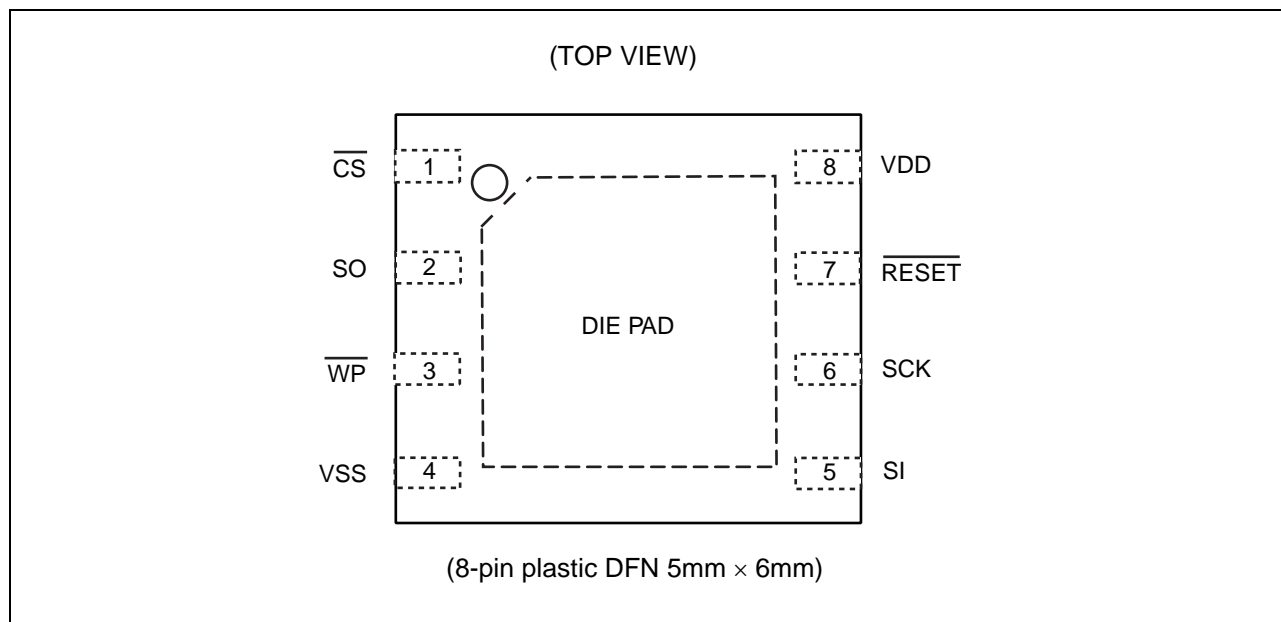 (TOP VIEW)
CS 1 8 VDD
SO 2 7 RESET
DIE PAD
WP 3 6 SCK
VSS 4 5 SI
(8-pin plastic DFN 5mm × 6mm)